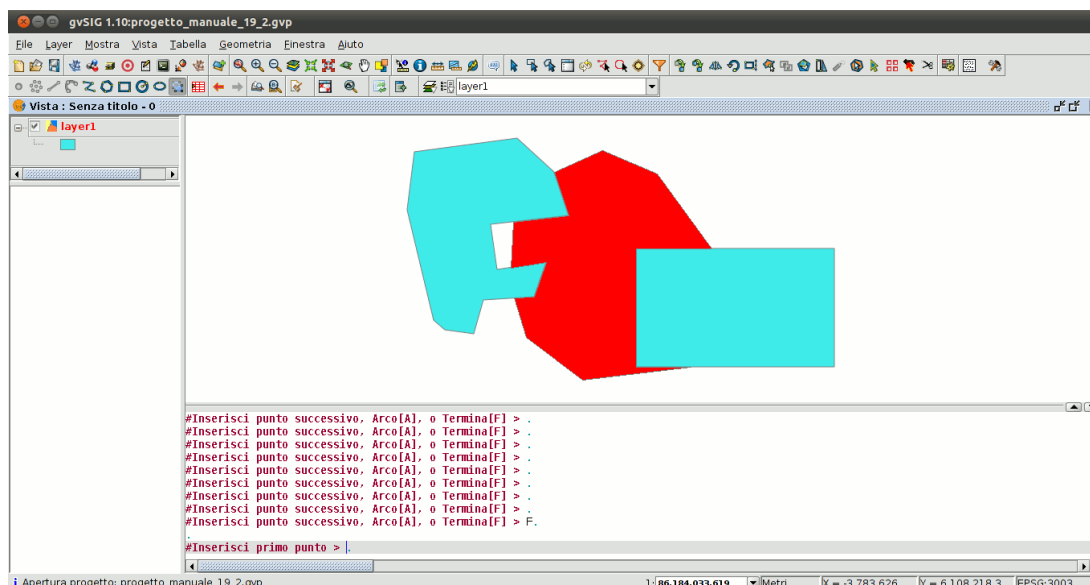 gvSIG 1.10:progetto_manuale_19_2.gvp
File Layer Mostra Vista Tabella Geometria Finestra Aiuto
layer1
Vista : Senza titolo - 0
layer1
#Inserisci punto successivo, Arco[A], o Termina[F] > .
#Inserisci punto successivo, Arco[A], o Termina[F] > .
#Inserisci punto successivo, Arco[A], o Termina[F] > .
#Inserisci punto successivo, Arco[A], o Termina[F] > .
#Inserisci punto successivo, Arco[A], o Termina[F] > .
#Inserisci punto successivo, Arco[A], o Termina[F] > .
#Inserisci punto successivo, Arco[A], o Termina[F] > .
#Inserisci punto successivo, Arco[A], o Termina[F] > .
#Inserisci punto successivo, Arco[A], o Termina[F] > F.
.
#Inserisci primo punto > .
Apertura progetto: progetto_manuale_19_2.gvp 1: 86.184.033,619 Metri X = -3.783.626 Y = 6.108.218,3 EPSG:3003